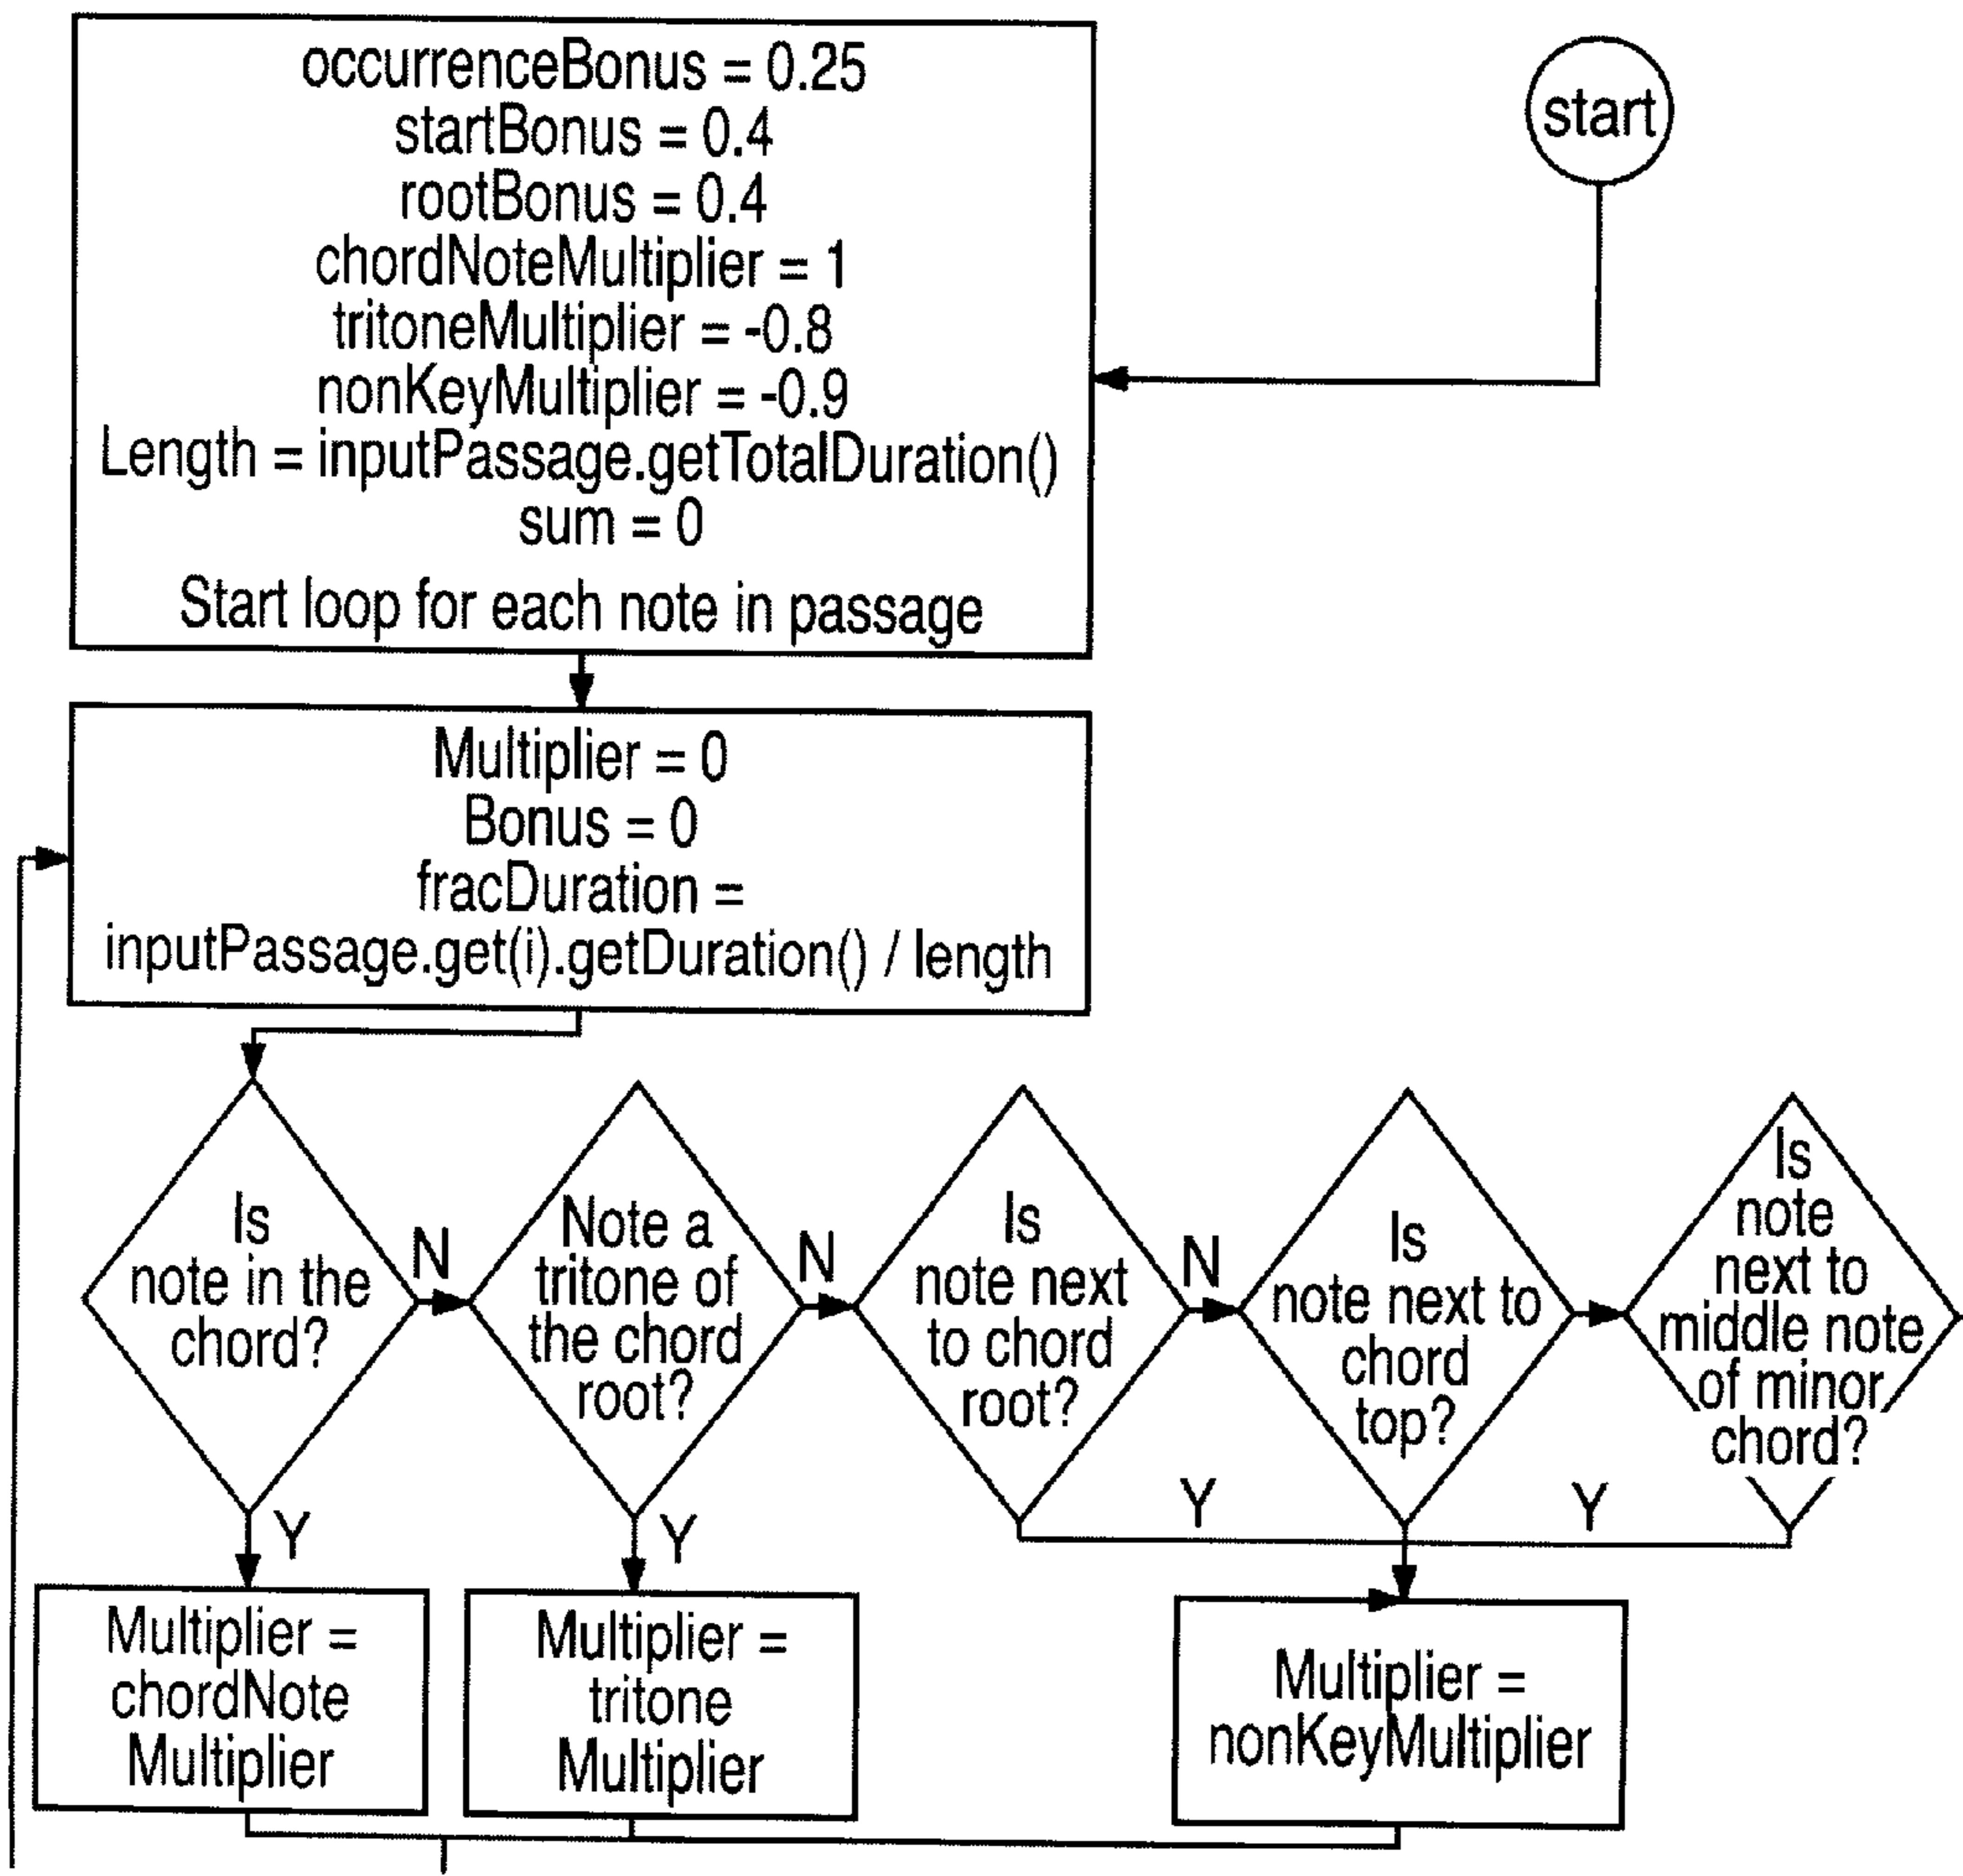 occurrenceBonus = 0.25
startBonus = 0.4
rootBonus = 0.4
chordNoteMultiplier = 1
tritoneMultiplier = -0.8
nonKeyMultiplier = -0.9
Length = inputPassage.getTotalDuration()
sum = 0
Start loop for each note in passage
start
Multiplier = 0
Bonus = 0
fracDuration =
inputPassage.get(i).getDuration() / length
Is
note in the
chord?
N
Note a
tritone of
the chord
root?
N
Is
note next
to chord
root?
N
Is
note next to
chord
top?
Is
note
next to
middle note
of minor
chord?
Y
Y
Y
Y
Multiplier =
chordNote
Multiplier
Multiplier =
tritone
Multiplier
Multiplier =
nonKeyMultiplier